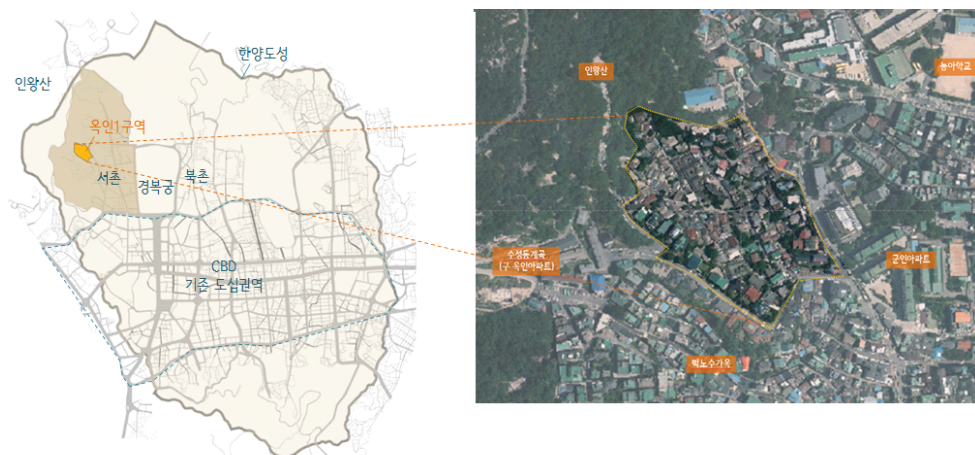 한양도성
인왕산
옥인1구역
서촌
경복궁
북촌
CBD
기존 도심권역
인왕산
농아학교
수성동계곡
(구 옥인아파트)
군인아파트
박노수가옥